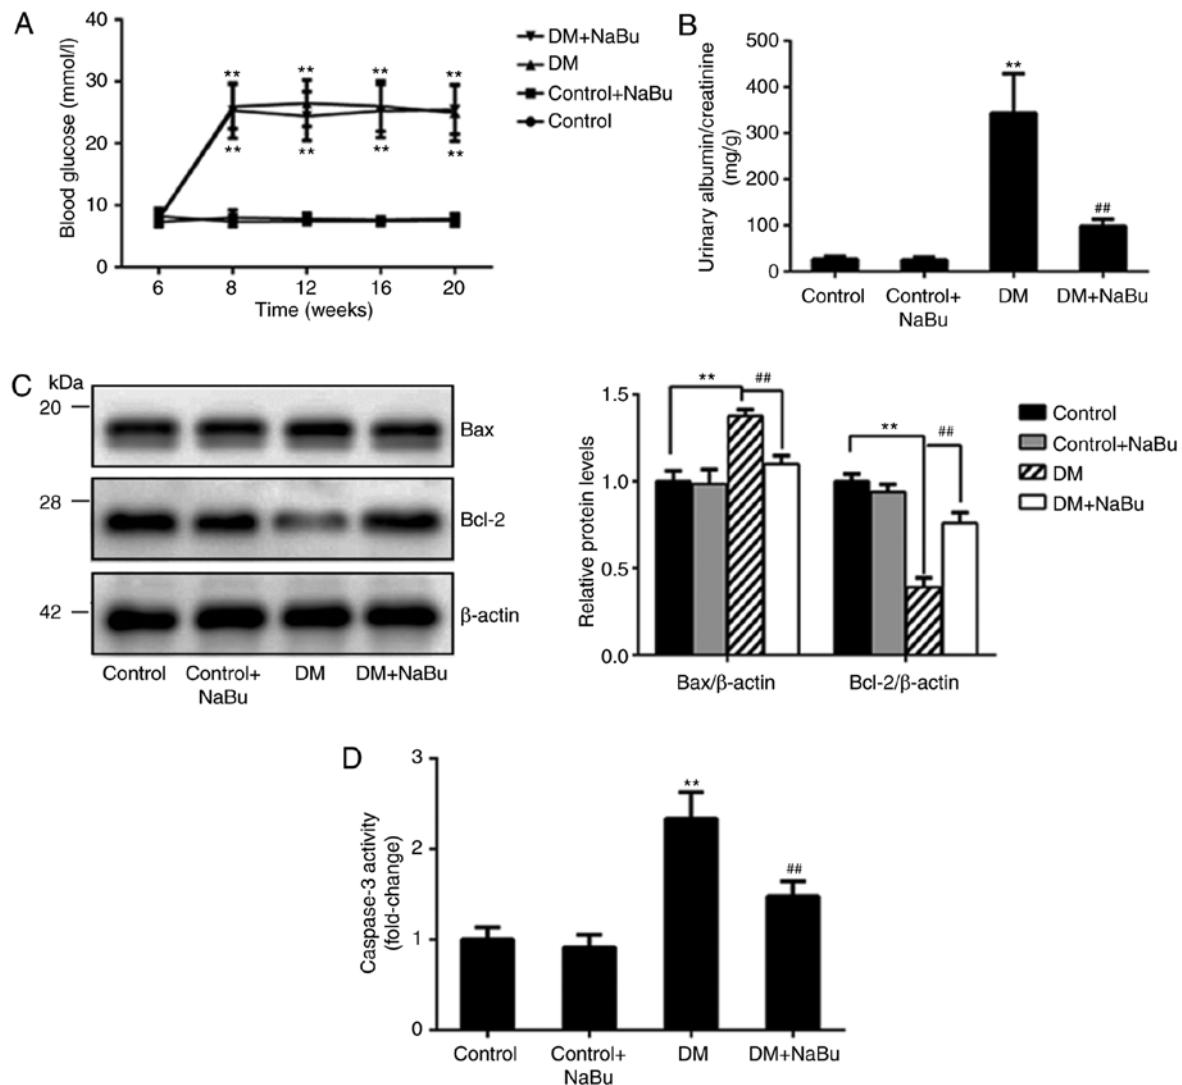 A
40
30
20
10
0
Blood glucose (mmol/l)
** ** ** **
** ** ** **
6 8 12 16 20
Time (weeks)
DM+NaBu
DM
Control+NaBu
Control
B
500
400
300
200
100
0
Urinary albumin/creatinine
(mg/g)
**
##
Control Control+ DM DM+NaBu
NaBu
C
kDa
20
Bax
28
Bcl-2
42
β-actin
Control Control+ DM DM+NaBu
NaBu
1.5
1.0
0.5
0.0
Relative protein levels
** ##
** ##
Bax/β-actin Bcl-2/β-actin
Control
Control+NaBu
DM
DM+NaBu
D
3
2
1
0
Caspase-3 activity
(fold-change)
**
##
Control Control+ DM DM+NaBu
NaBu